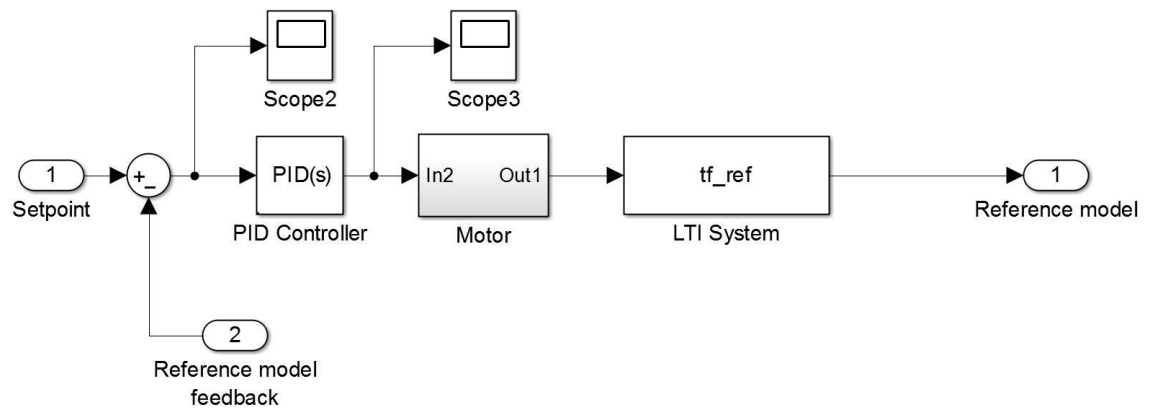 Scope2
Scope3
1
+
-
PID(s)
In2
Out1
tf_ref
1
Setpoint
PID Controller
Motor
LTI System
Reference model
2
Reference model
feedback